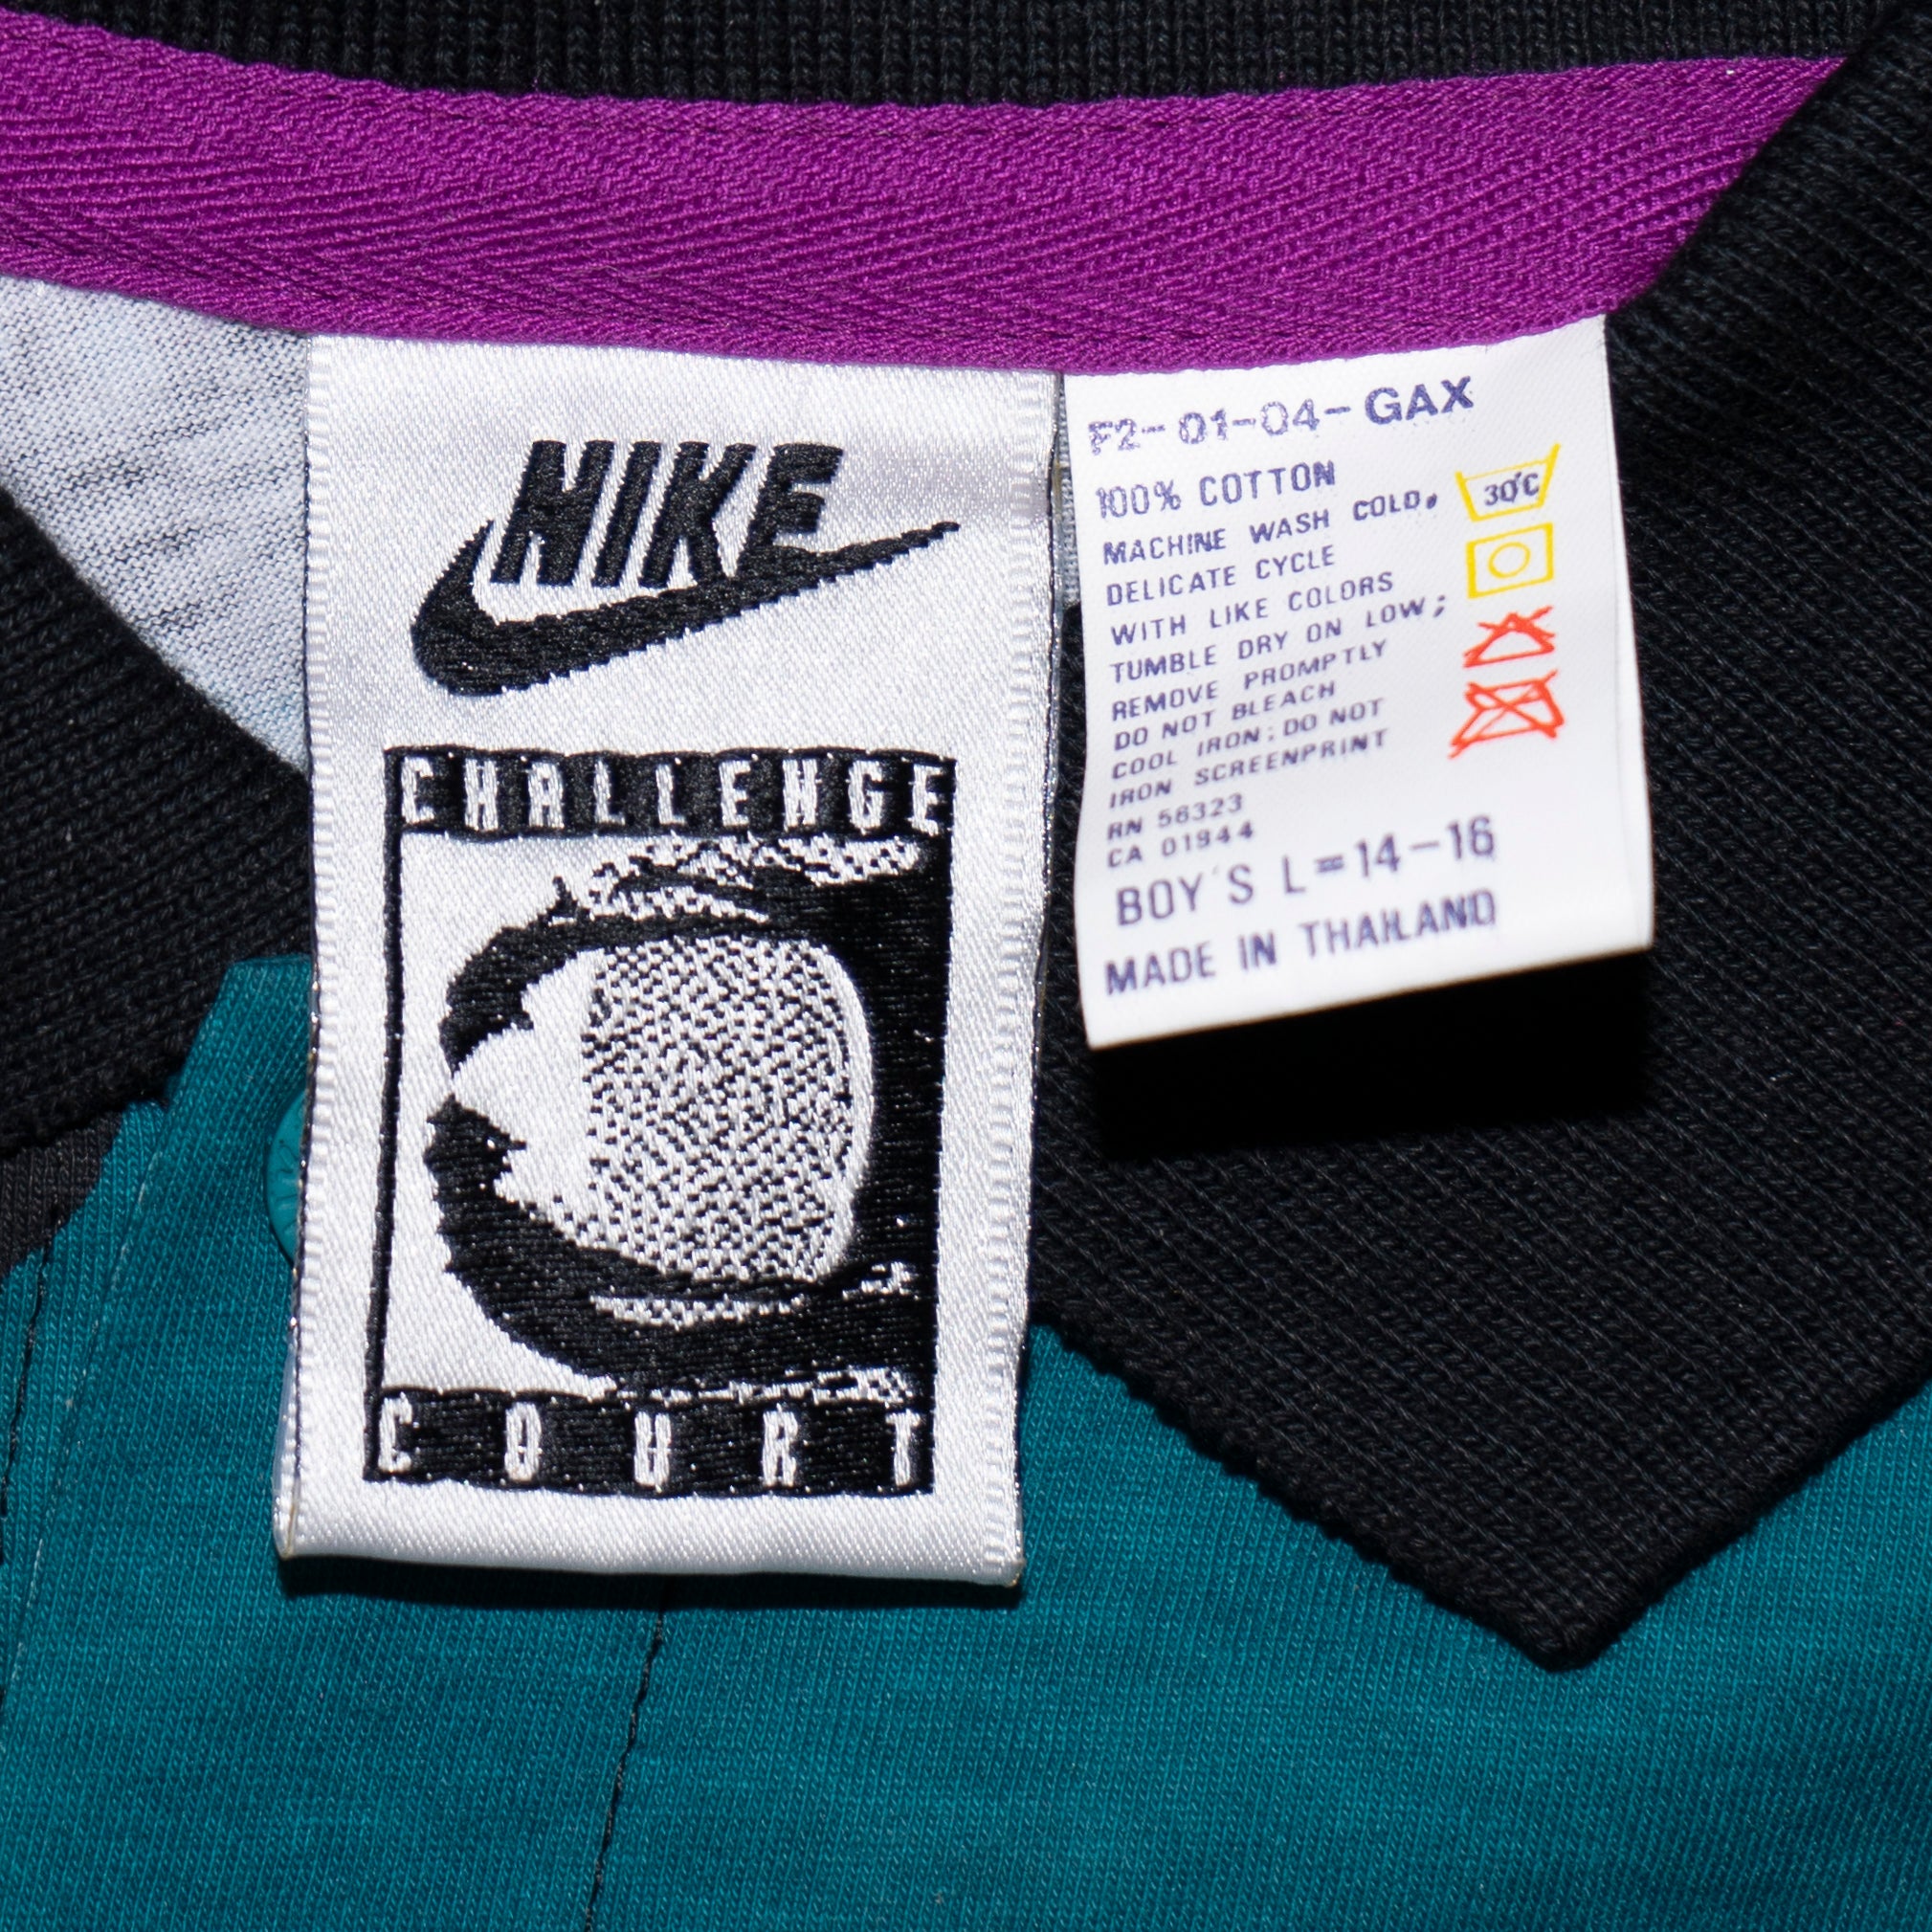 NIKE
CHALLENGE
COURT
F2-01-04-GAX
100% COTTON
MACHINE WASH COLD,
DELICATE CYCLE
WITH LIKE COLORS
TUMBLE DRY ON LOW;
REMOVE PROMPTLY
DO NOT BLEACH
COOL IRON; DO NOT
IRON SCREENPRINT
RN 56323
CA 01944
BOY'S L=14-16
MADE IN THAILAND
30°C